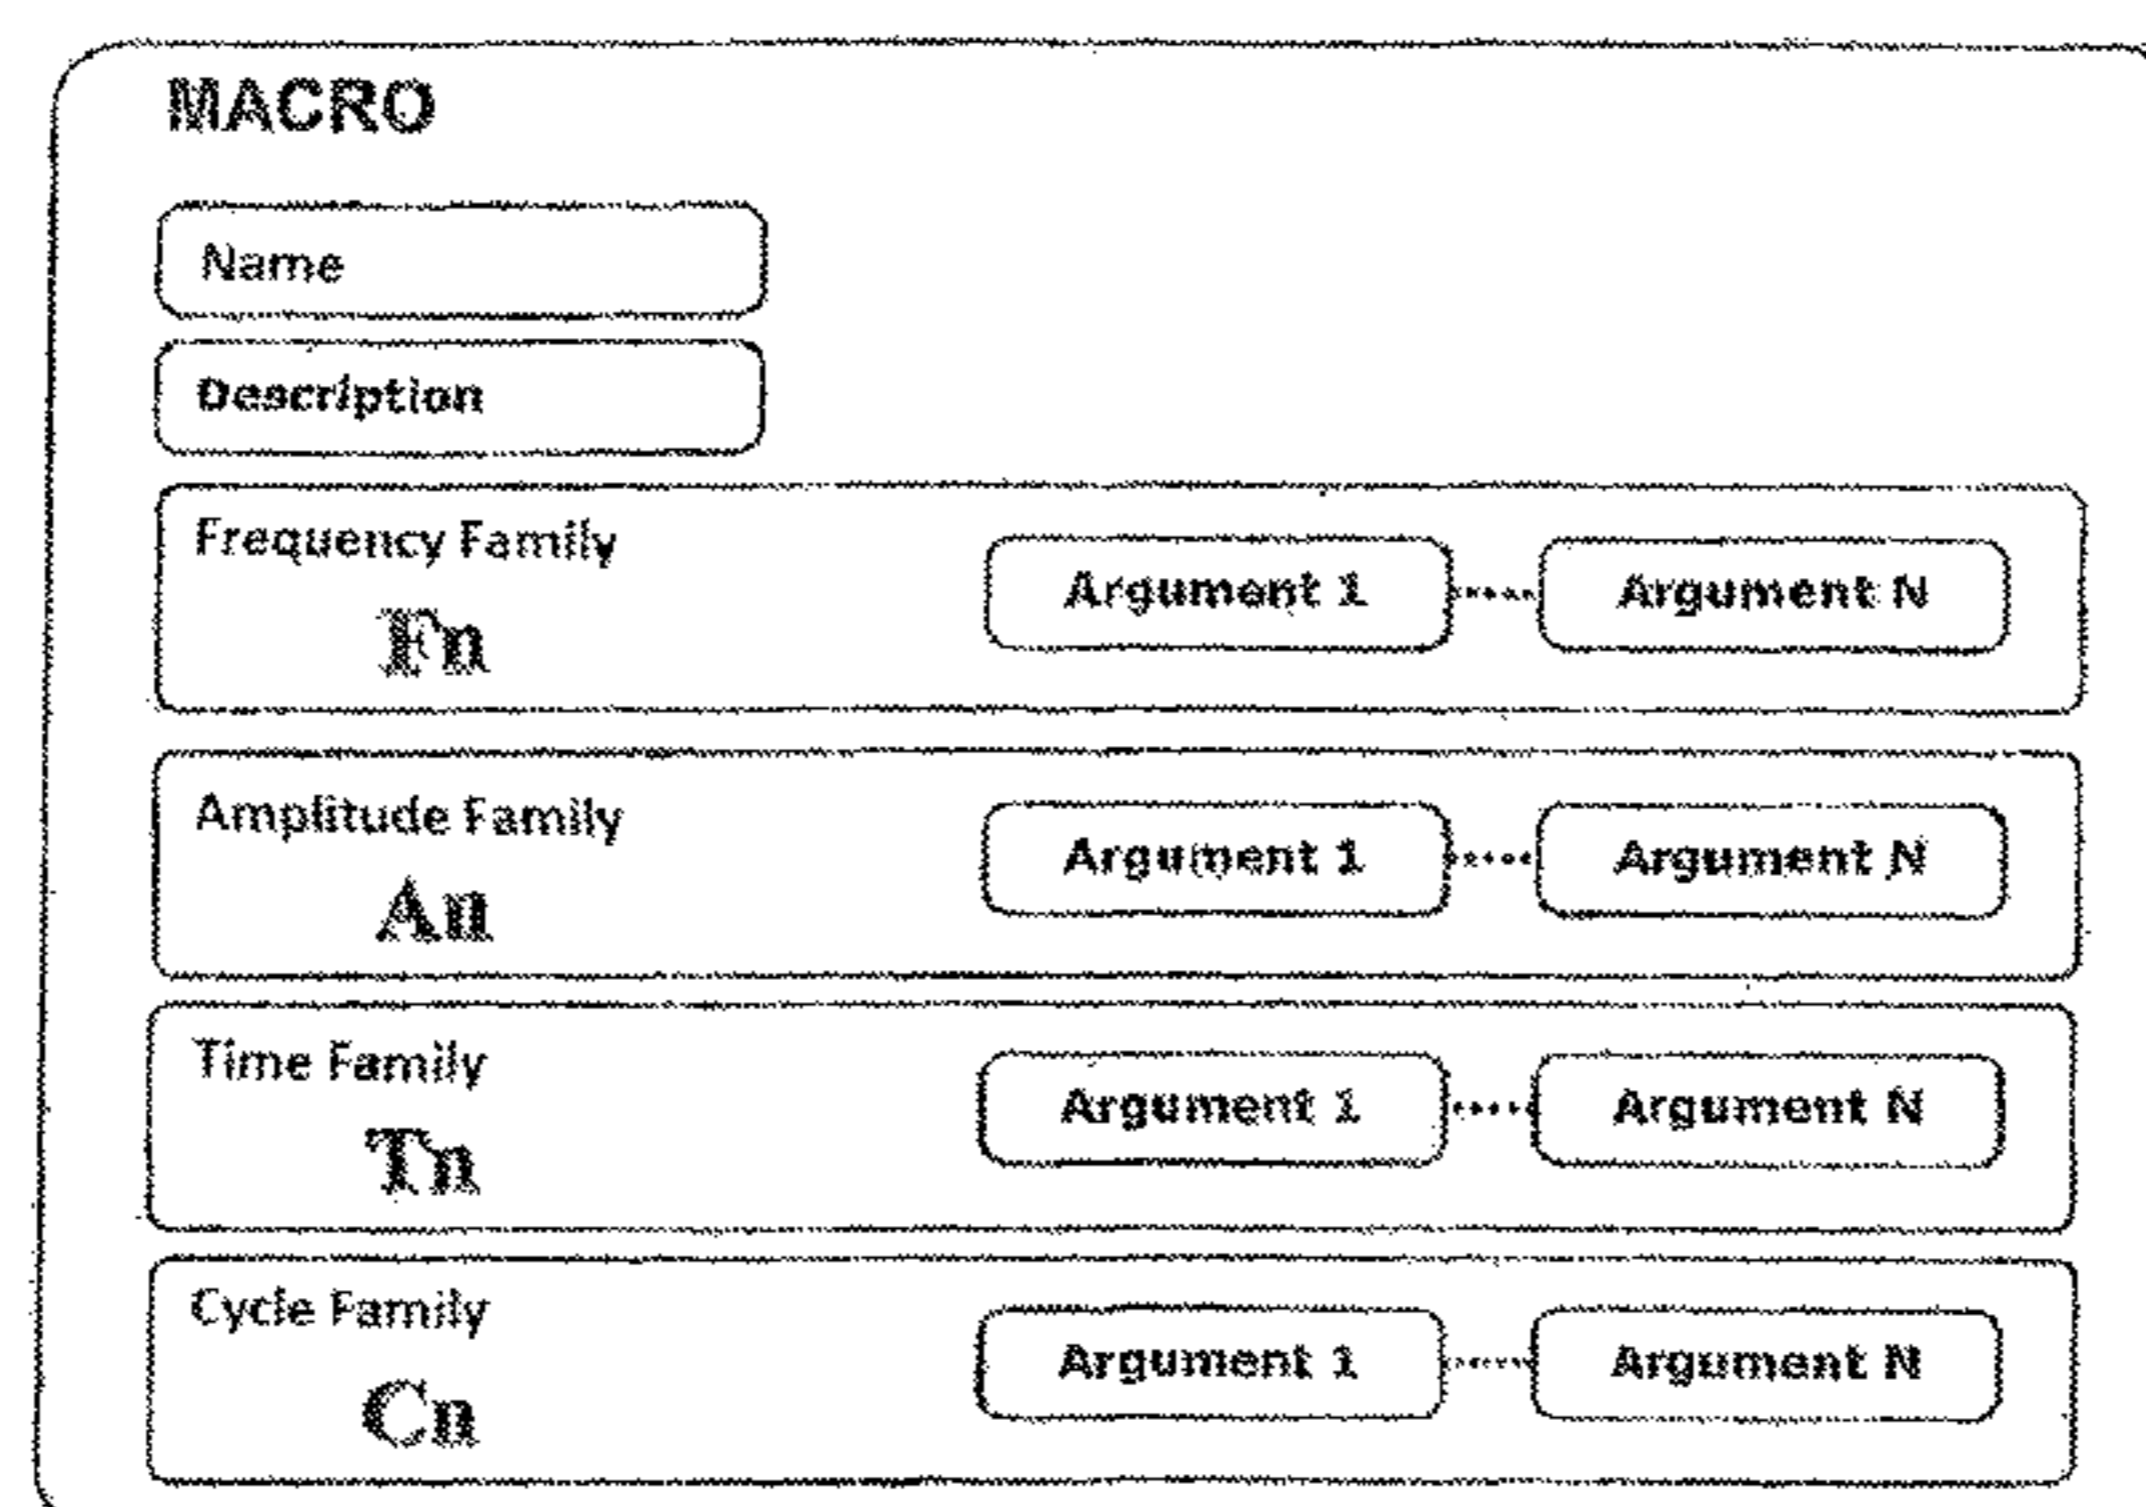 MACRO
Name
Description
Frequency Family
Argument 1 Argument N
Fn
Amplitude Family
Argument 1 Argument N
An
Time Family
Argument 1 Argument N
Tn
Cycle Family
Argument 1 Argument N
Cn